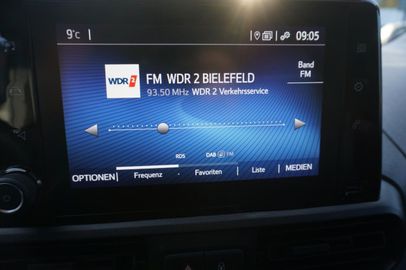 9°C 09:05
WDR 2
FM WDR 2 BIELEFELD
Band
FM
93.50 MHz WDR 2 Verkehrsservice
RDS DAB FM
OPTIONEN Frequenz Favoriten Liste MEDIEN